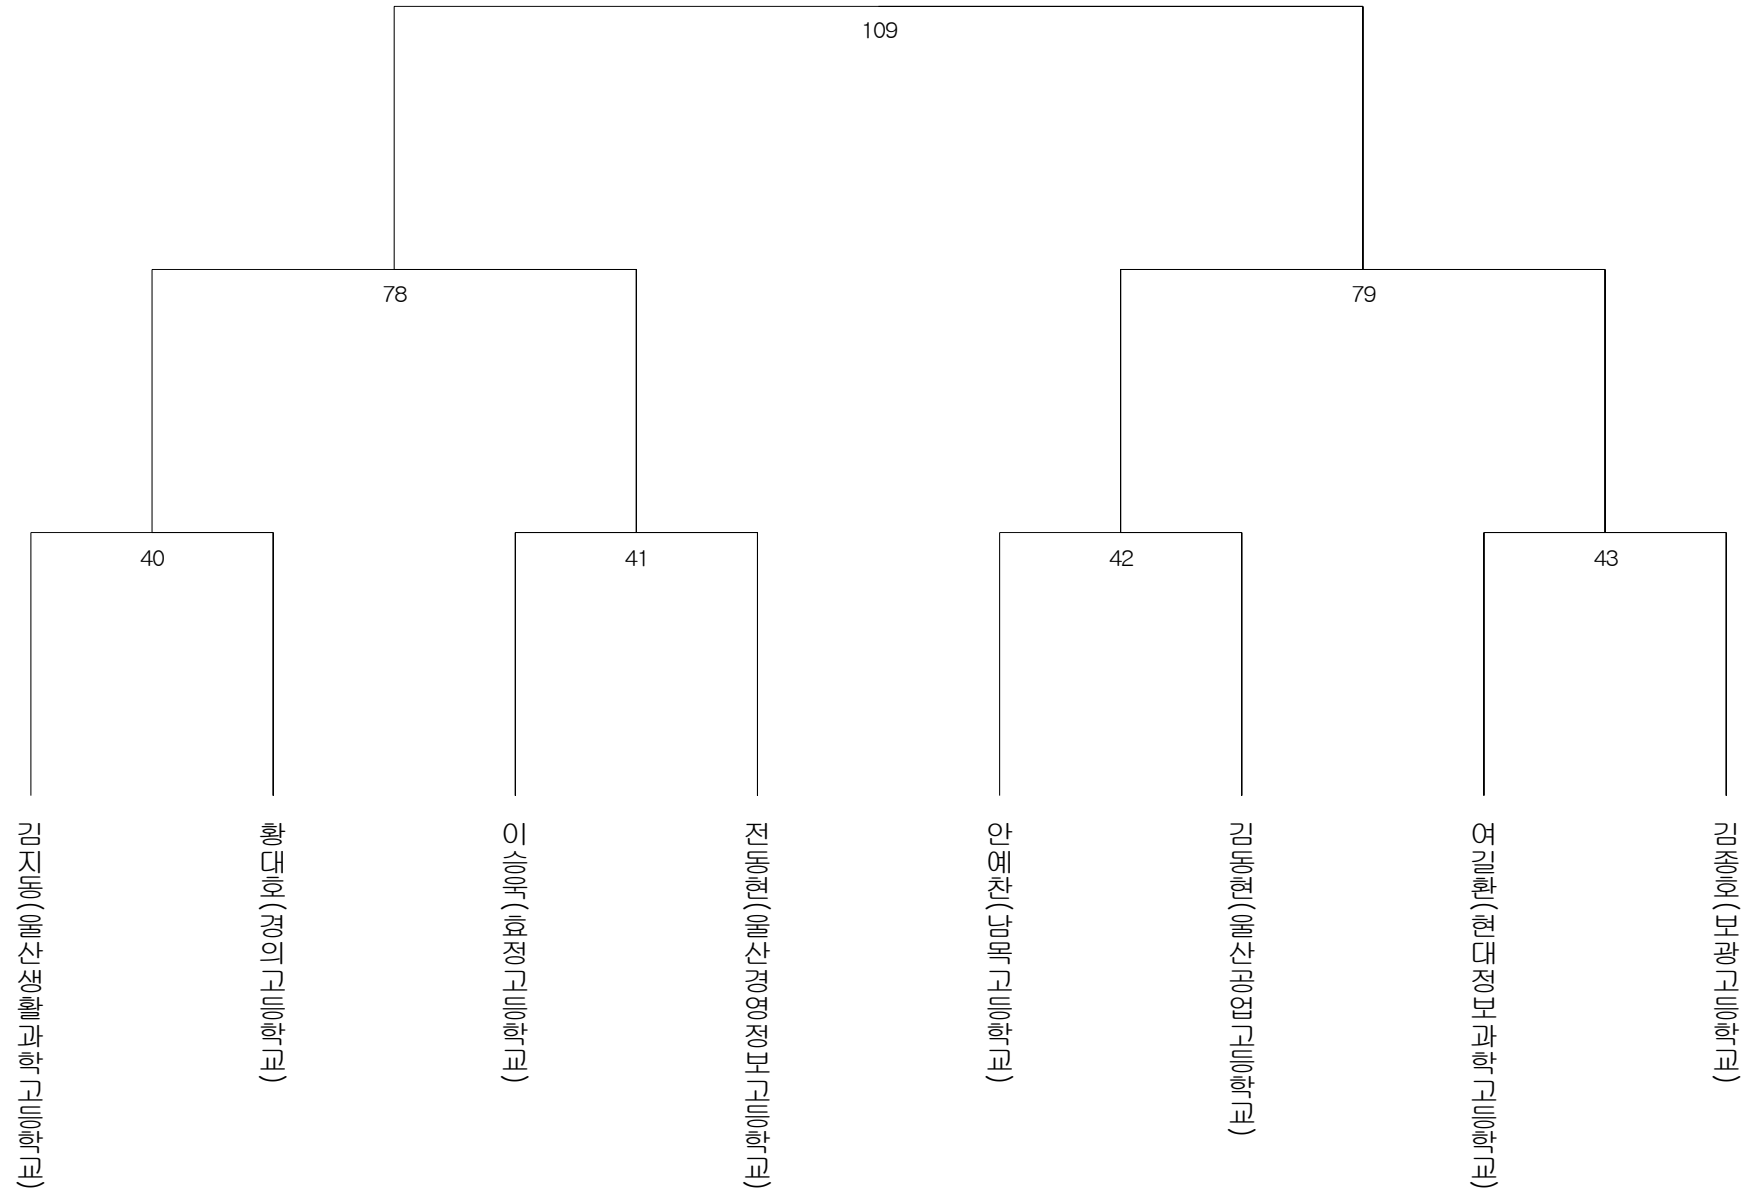 109
78
79
40
41
42
43
김지동(울산생활과학고등학교)
황대호(경의고등학교)
이승욱(효정고등학교)
전동현(울산경영정보고등학교)
안예찬(남목고등학교)
김동현(울산공업고등학교)
여길환(현대정보과학고등학교)
김종호(보광고등학교)